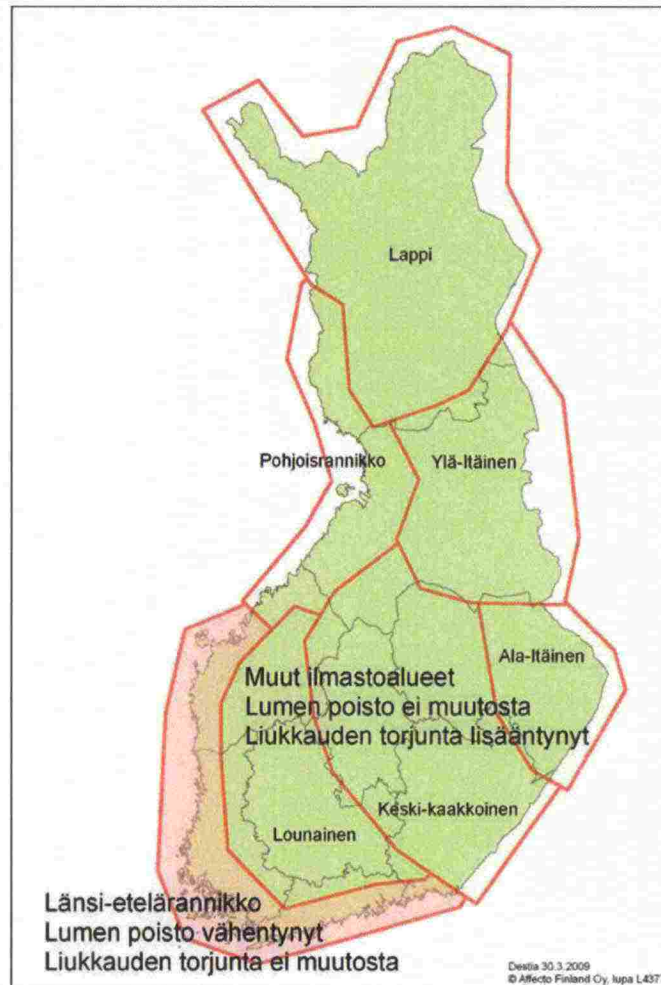 Lappi
Pohjoisrannikko
Ylä-Itäinen
Ala-Itäinen
Muut ilmastoalueet
Lumen poisto ei muutosta
Liukkauden torjunta lisääntynyt
Keski-kaakkoinen
Lounainen
Länsi-etelärannikko
Lumen poisto vähentynyt
Liukkauden torjunta ei muutosta
Destia 30.3.2009
© Affecto Finland Oy, lupa L437